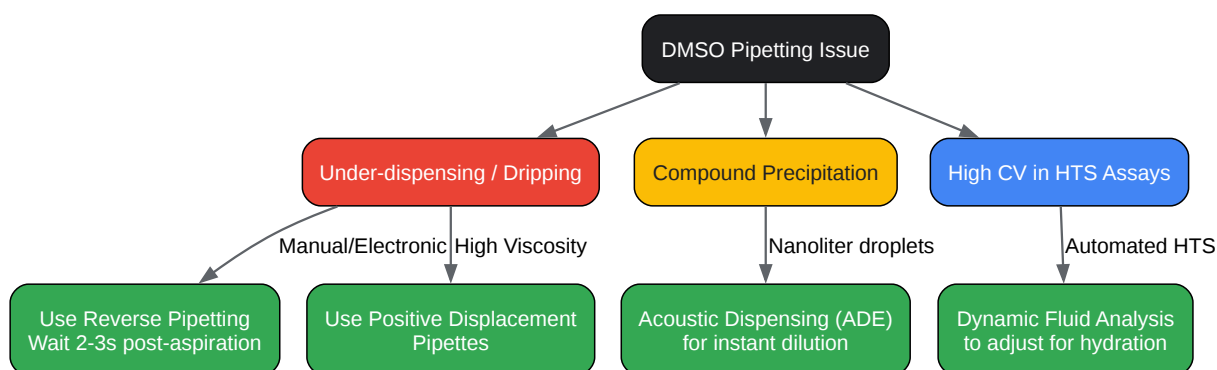 DMSO Pipetting Issue
Under-dispensing / Dripping
Compound Precipitation
High CV in HTS Assays
Manual/Electronic
High Viscosity
Nanoliter droplets
Automated HTS
Use Reverse Pipetting
Wait 2-3s post-aspiration
Use Positive Displacement
Pipettes
Acoustic Dispensing (ADE)
for instant dilution
Dynamic Fluid Analysis
to adjust for hydration